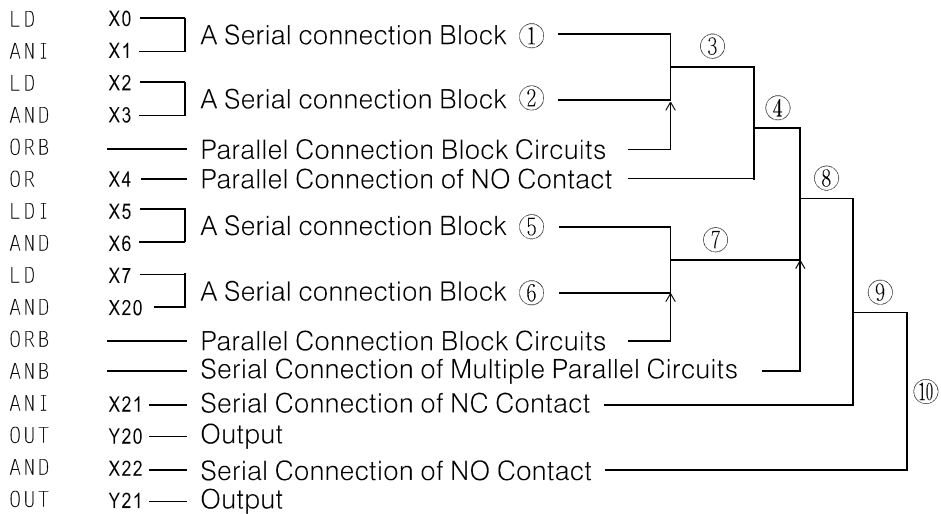 LD X0
A Serial connection Block ①
③
ANI X1
LD X2
A Serial connection Block ②
④
AND X3
ORB Parallel Connection Block Circuits
OR X4 Parallel Connection of NO Contact
⑧
LDI X5
A Serial connection Block ⑤
⑦
AND X6
LD X7
A Serial connection Block ⑥
⑨
AND X20
ORB Parallel Connection Block Circuits
ANB Serial Connection of Multiple Parallel Circuits
⑩
ANI X21 Serial Connection of NC Contact
OUT Y20 Output
AND X22 Serial Connection of NO Contact
OUT Y21 Output